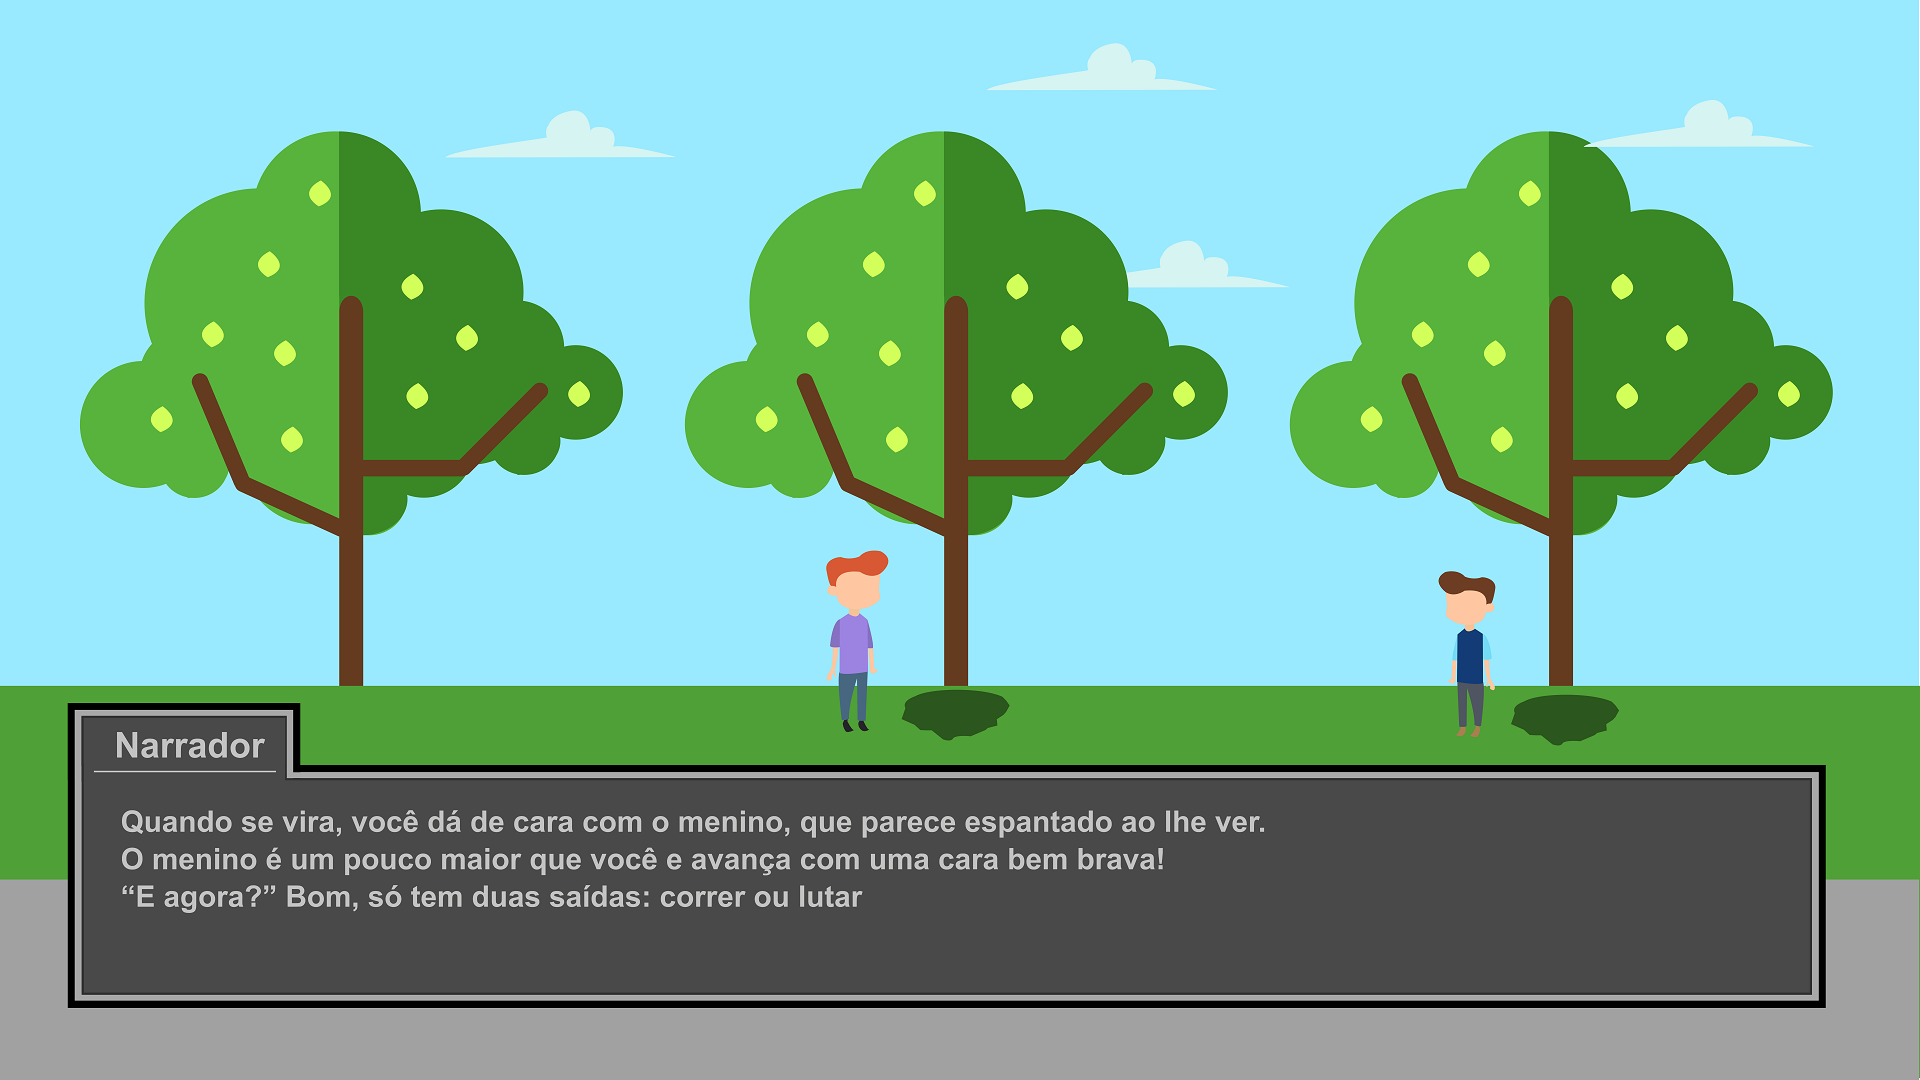 Narrador
Quando se vira, você dá de cara com o menino, que parece espantado ao lhe ver.
O menino é um pouco maior que você e avança com uma cara bem brava!
“E agora?” Bom, só tem duas saídas: correr ou lutar